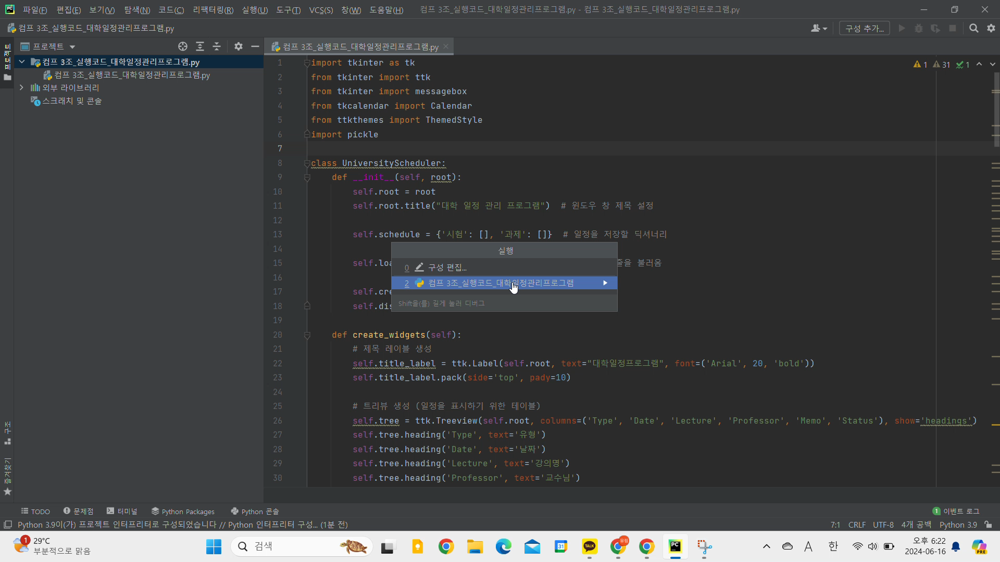 파일(F) 편집(E) 보기(V) 탐색(N) 코드(C) 리팩터링(R) 실행(U) 도구(T) VCS(S) 창(W) 도움말(H) 컴프 3조_실행코드_대학일정관리프로그램.py - 컴프 3조_실행코드_대학일정관리프로그램.py
컴프 3조_실행코드_대학일정관리프로그램.py
구성 추가...
프로젝트
프로젝트
컴프 3조_실행코드_대학일정관리프로그램.py
컴프 3조_실행코드_대학일정관리프로그램.py
외부 라이브러리
스크래치 및 콘솔
컴프 3조_실행코드_대학일정관리프로그램.py
1 31 1
1 import tkinter as tk
2 from tkinter import ttk
3 from tkinter import messagebox
4 from tkcalendar import Calendar
5 from ttkthemes import ThemedStyle
6 import pickle
7
8 class UniversityScheduler:
9 def __init__(self, root):
10 self.root = root
11 self.root.title("대학 일정 관리 프로그램") # 윈도우 창 제목 설정
12
13 self.schedule = {'시험': [], '과제': []} # 일정을 저장할 딕셔너리
14
15 self.loa 줄을 불러옴
16
17 self.cre
18 self.dis
실행
0 구성 편집...
2 컴프 3조_실행코드_대학일정관리프로그램
Shift을(를) 길게 눌러 디버그
19
20 def create_widgets(self):
21 # 제목 레이블 생성
22 self.title_label = ttk.Label(self.root, text="대학일정프로그램", font=('Arial', 20, 'bold'))
23 self.title_label.pack(side='top', pady=10)
24
25 # 트리뷰 생성 (일정을 표시하기 위한 테이블)
26 self.tree = ttk.Treeview(self.root, columns=('Type', 'Date', 'Lecture', 'Professor', 'Memo', 'Status'), show='headings')
27 self.tree.heading('Type', text='유형')
28 self.tree.heading('Date', text='날짜')
29 self.tree.heading('Lecture', text='강의명')
30 self.tree.heading('Professor', text='교수님')
구조
즐겨찾기
TODO 문제점 터미널 Python Packages Python 콘솔 1 이벤트 로그
Python 3.9이(가) 프로젝트 인터프리터로 구성되었습니다 // Python 인터프리터 구성... (1분 전) 7:1 CRLF UTF-8 4개 공백 Python 3.9
1 29°C
부분적으로 맑음
검색
31
TALK
PC
A 한
오후 6:22
2024-06-16
PRE